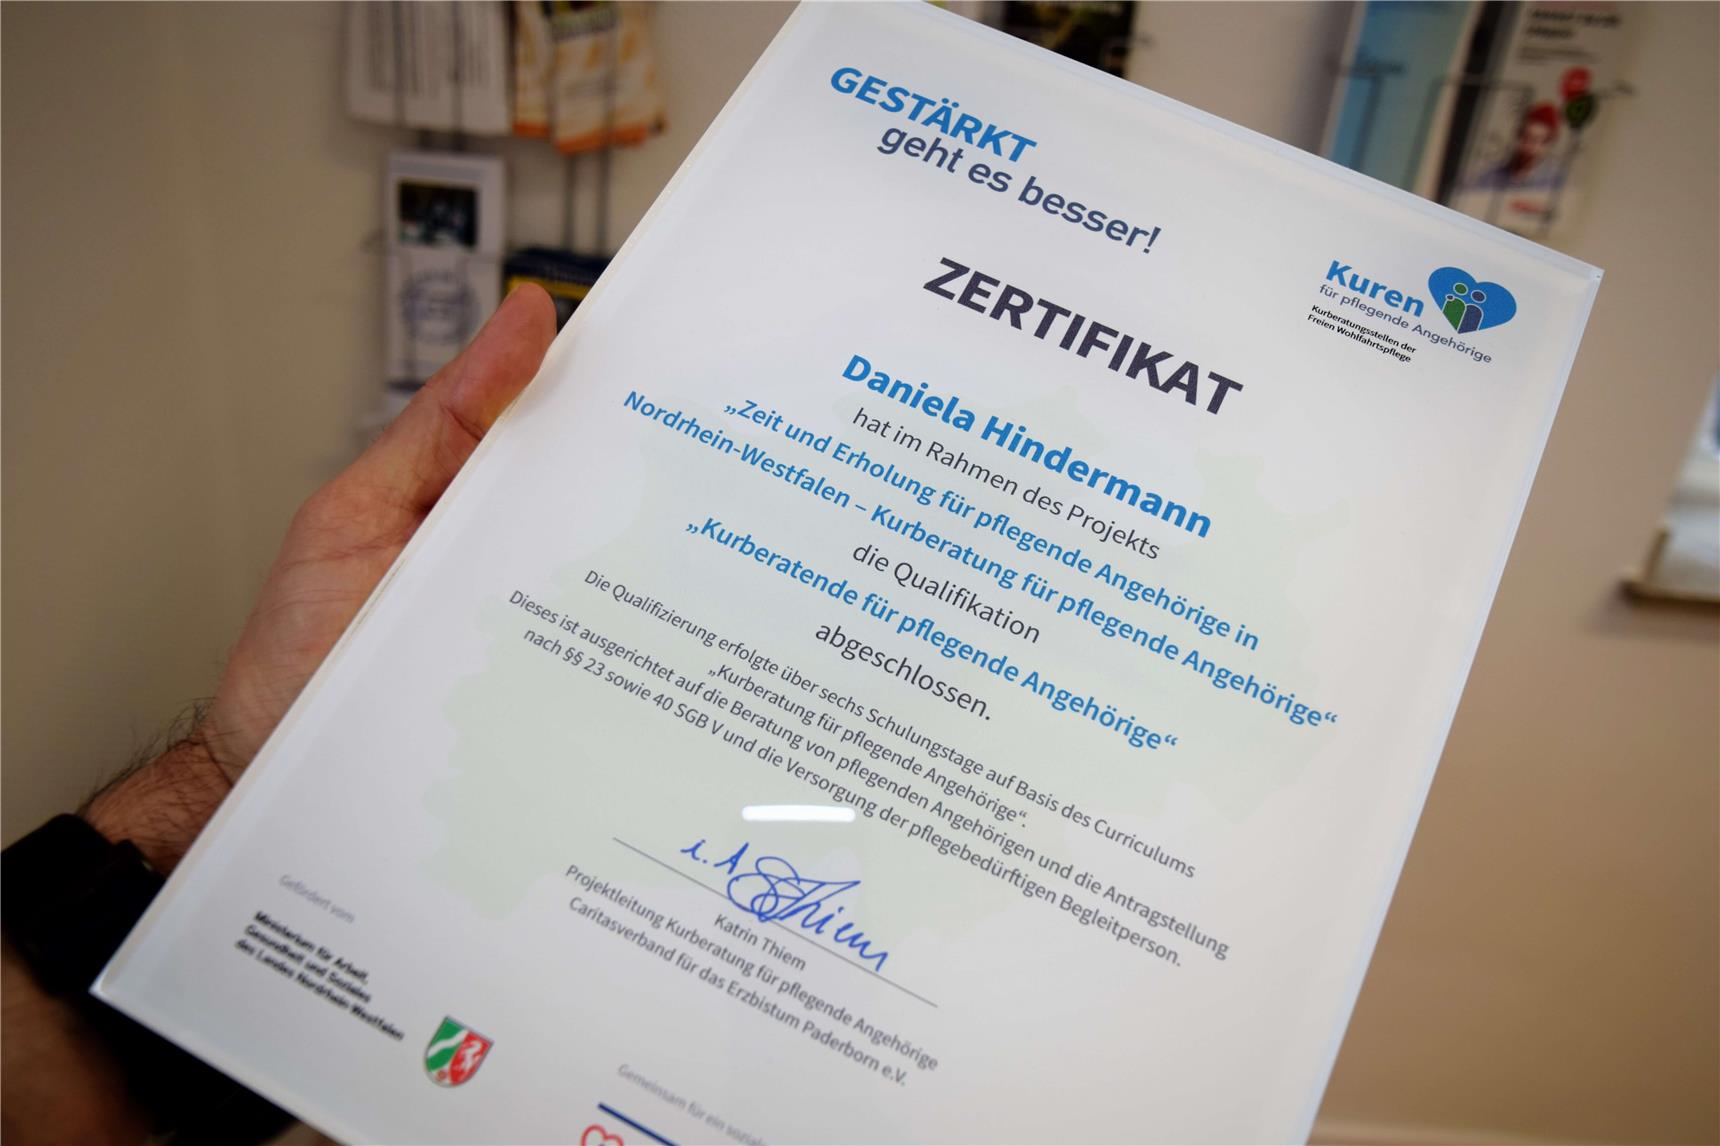 GESTÄRKT
geht es besser!
Kuren
für pflegende Angehörige
Kurberatungsstellen der
Freien Wohlfahrtspflege
ZERTIFIKAT
Daniela Hindermann
hat im Rahmen des Projekts
„Zeit und Erholung für pflegende Angehörige in
Nordrhein-Westfalen – Kurberatung für pflegende Angehörige“
die Qualifikation
„Kurberatende für pflegende Angehörige“
abgeschlossen.
Die Qualifizierung erfolgte über sechs Schulungstage auf Basis des Curriculums
„Kurberatung für pflegende Angehörige“.
Dieses ist ausgerichtet auf die Beratung von pflegenden Angehörigen und die Antragstellung
nach §§ 23 sowie 40 SGB V und die Versorgung der pflegebedürftigen Begleitperson.
i. A Thiem
Katrin Thiem
Projektleitung Kurberatung für pflegende Angehörige
Caritasverband für das Erzbistum Paderborn e.V.
Gefördert vom
Ministerium für Arbeit,
Gesundheit und Soziales
des Landes Nordrhein-Westfalen
Gemeinsam für ein sozial